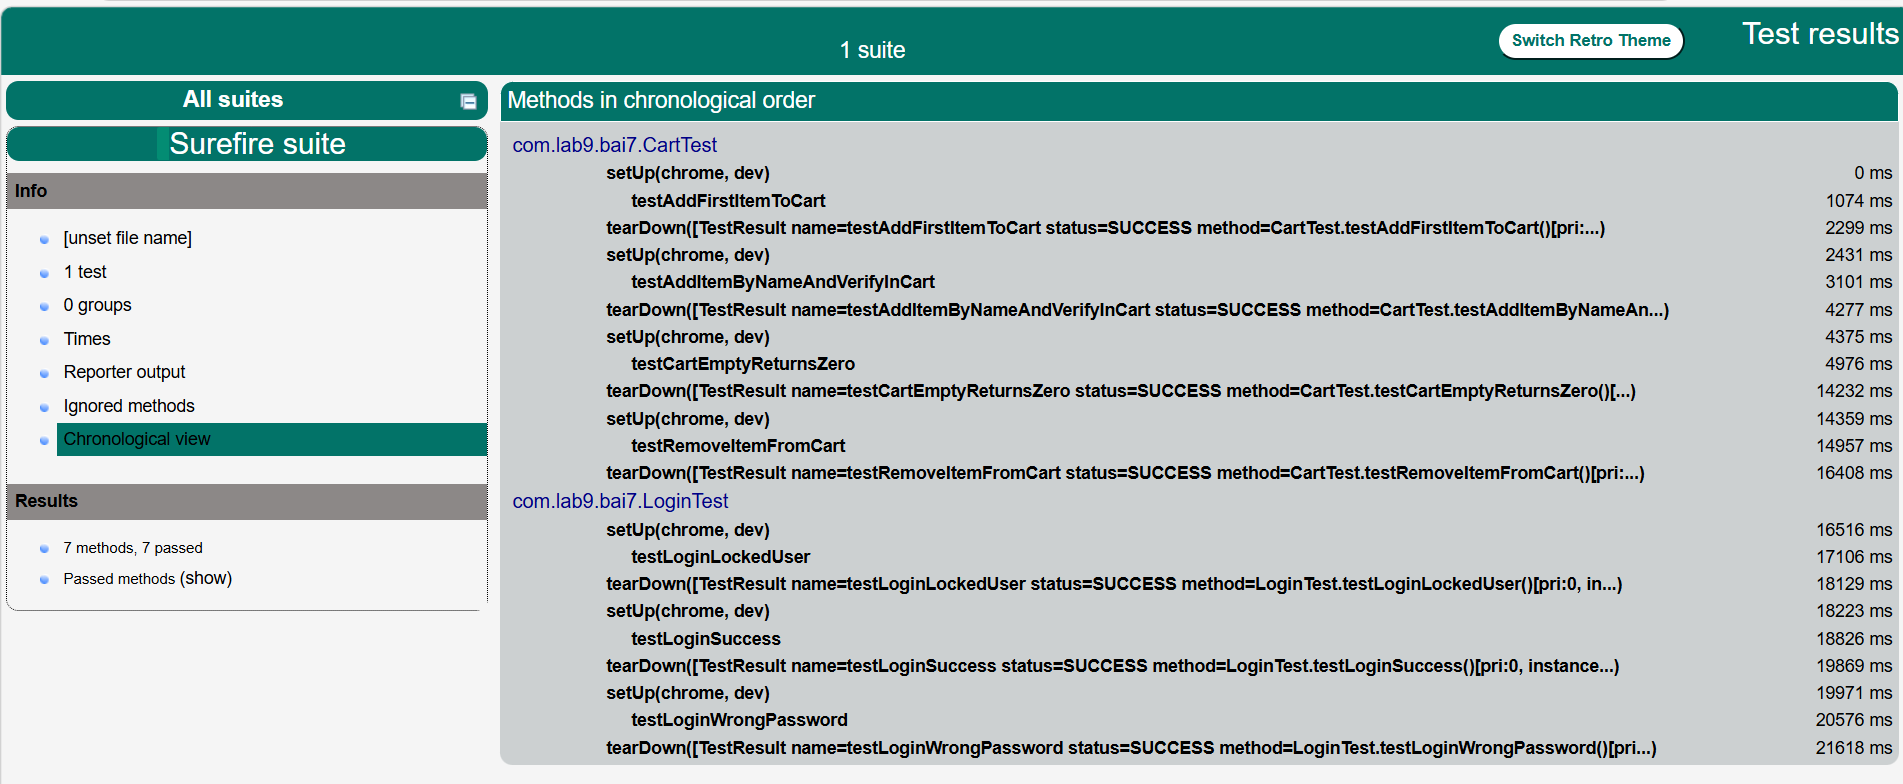 1 suite
Switch Retro Theme
Test results
All suites
Surefire suite
Info
[unset file name]
1 test
0 groups
Times
Reporter output
Ignored methods
Chronological view
Results
7 methods, 7 passed
Passed methods (show)
Methods in chronological order
com.lab9.bai7.CartTest
setUp(chrome, dev) 0 ms
testAddFirstItemToCart 1074 ms
tearDown([TestResult name=testAddFirstItemToCart status=SUCCESS method=CartTest.testAddFirstItemToCart()[pri:...) 2299 ms
setUp(chrome, dev) 2431 ms
testAddItemByNameAndVerifyInCart 3101 ms
tearDown([TestResult name=testAddItemByNameAndVerifyInCart status=SUCCESS method=CartTest.testAddItemByNameAn...) 4277 ms
setUp(chrome, dev) 4375 ms
testCartEmptyReturnsZero 4976 ms
tearDown([TestResult name=testCartEmptyReturnsZero status=SUCCESS method=CartTest.testCartEmptyReturnsZero()[...) 14232 ms
setUp(chrome, dev) 14359 ms
testRemoveItemFromCart 14957 ms
tearDown([TestResult name=testRemoveItemFromCart status=SUCCESS method=CartTest.testRemoveItemFromCart()[pri:...) 16408 ms
com.lab9.bai7.LoginTest
setUp(chrome, dev) 16516 ms
testLoginLockedUser 17106 ms
tearDown([TestResult name=testLoginLockedUser status=SUCCESS method=LoginTest.testLoginLockedUser()[pri:0, in...) 18129 ms
setUp(chrome, dev) 18223 ms
testLoginSuccess 18826 ms
tearDown([TestResult name=testLoginSuccess status=SUCCESS method=LoginTest.testLoginSuccess()[pri:0, instance...) 19869 ms
setUp(chrome, dev) 19971 ms
testLoginWrongPassword 20576 ms
tearDown([TestResult name=testLoginWrongPassword status=SUCCESS method=LoginTest.testLoginWrongPassword()[pri...) 21618 ms